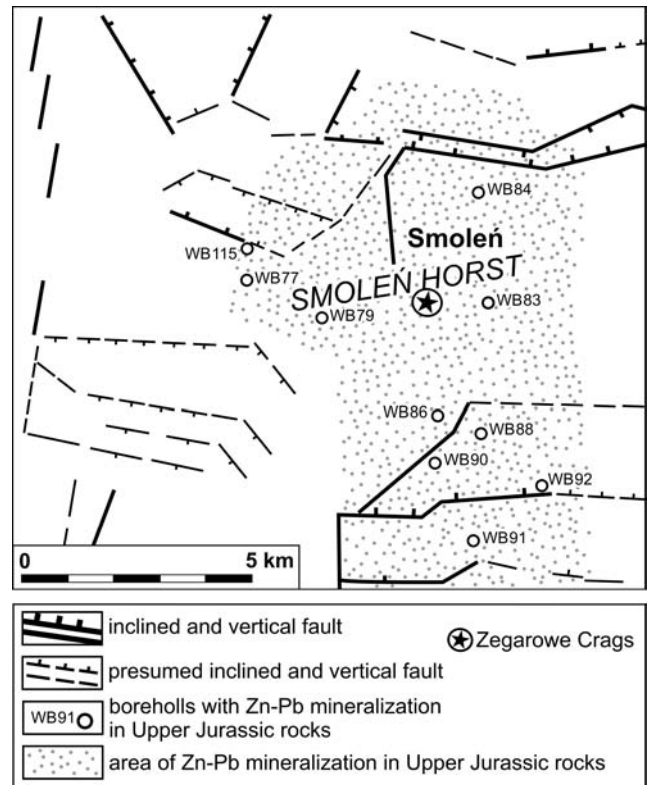 WB84
Smoleń
WB115
SMOLEŃ HORST
WB77
WB83
WB79
WB86
WB88
WB90
WB92
WB91
0 5 km
inclined and vertical fault
Zegarowe Crags
presumed inclined and vertical fault
WB91
boreholls with Zn-Pb mineralization
in Upper Jurassic rocks
area of Zn-Pb mineralization in Upper Jurassic rocks